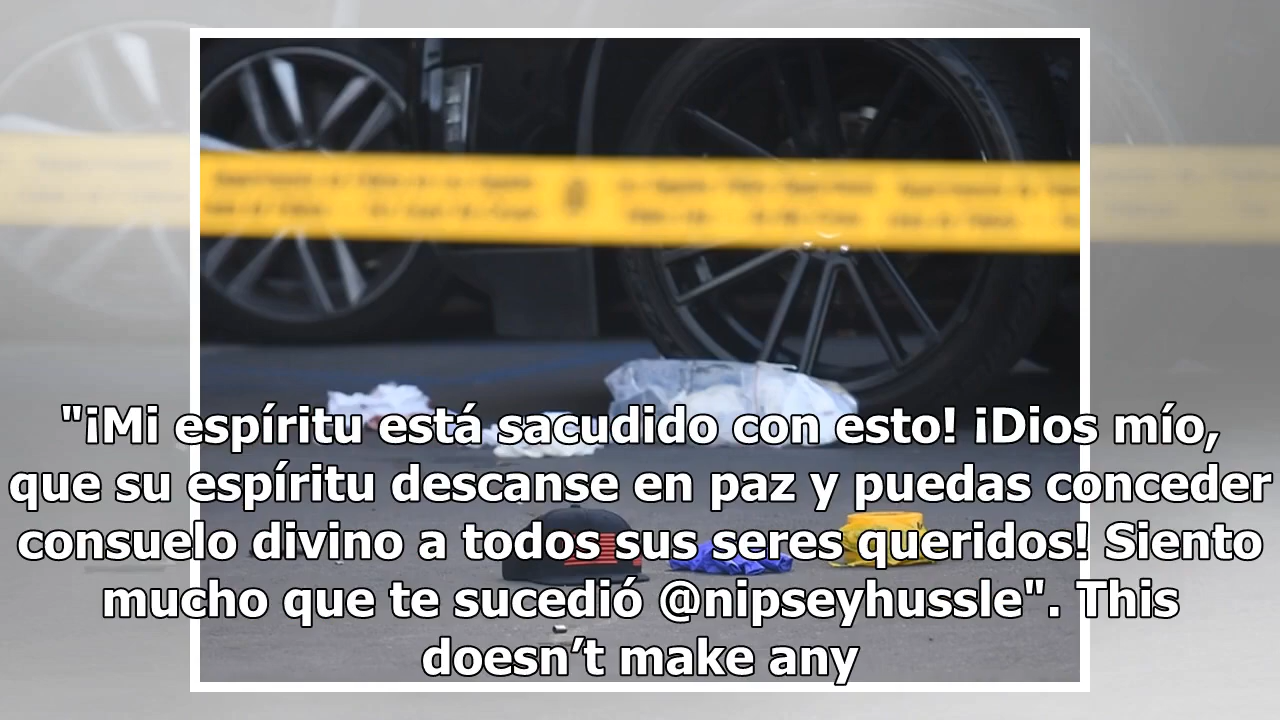 "¡Mi espíritu está sacudido con esto! ¡Dios mío,
que su espíritu descanse en paz y puedas conceder
consuelo divino a todos sus seres queridos! Siento
mucho que te sucedió @nipseyhussle". This
doesn’t make any